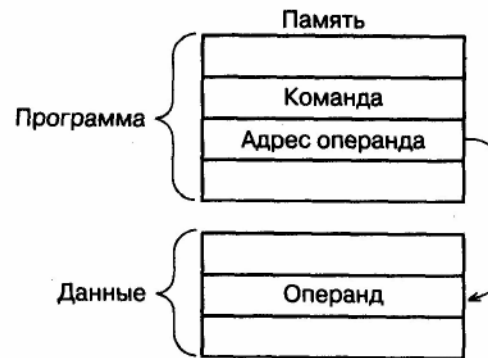 Память
Команда
Программа
Адрес операнда
Данные
Операнд